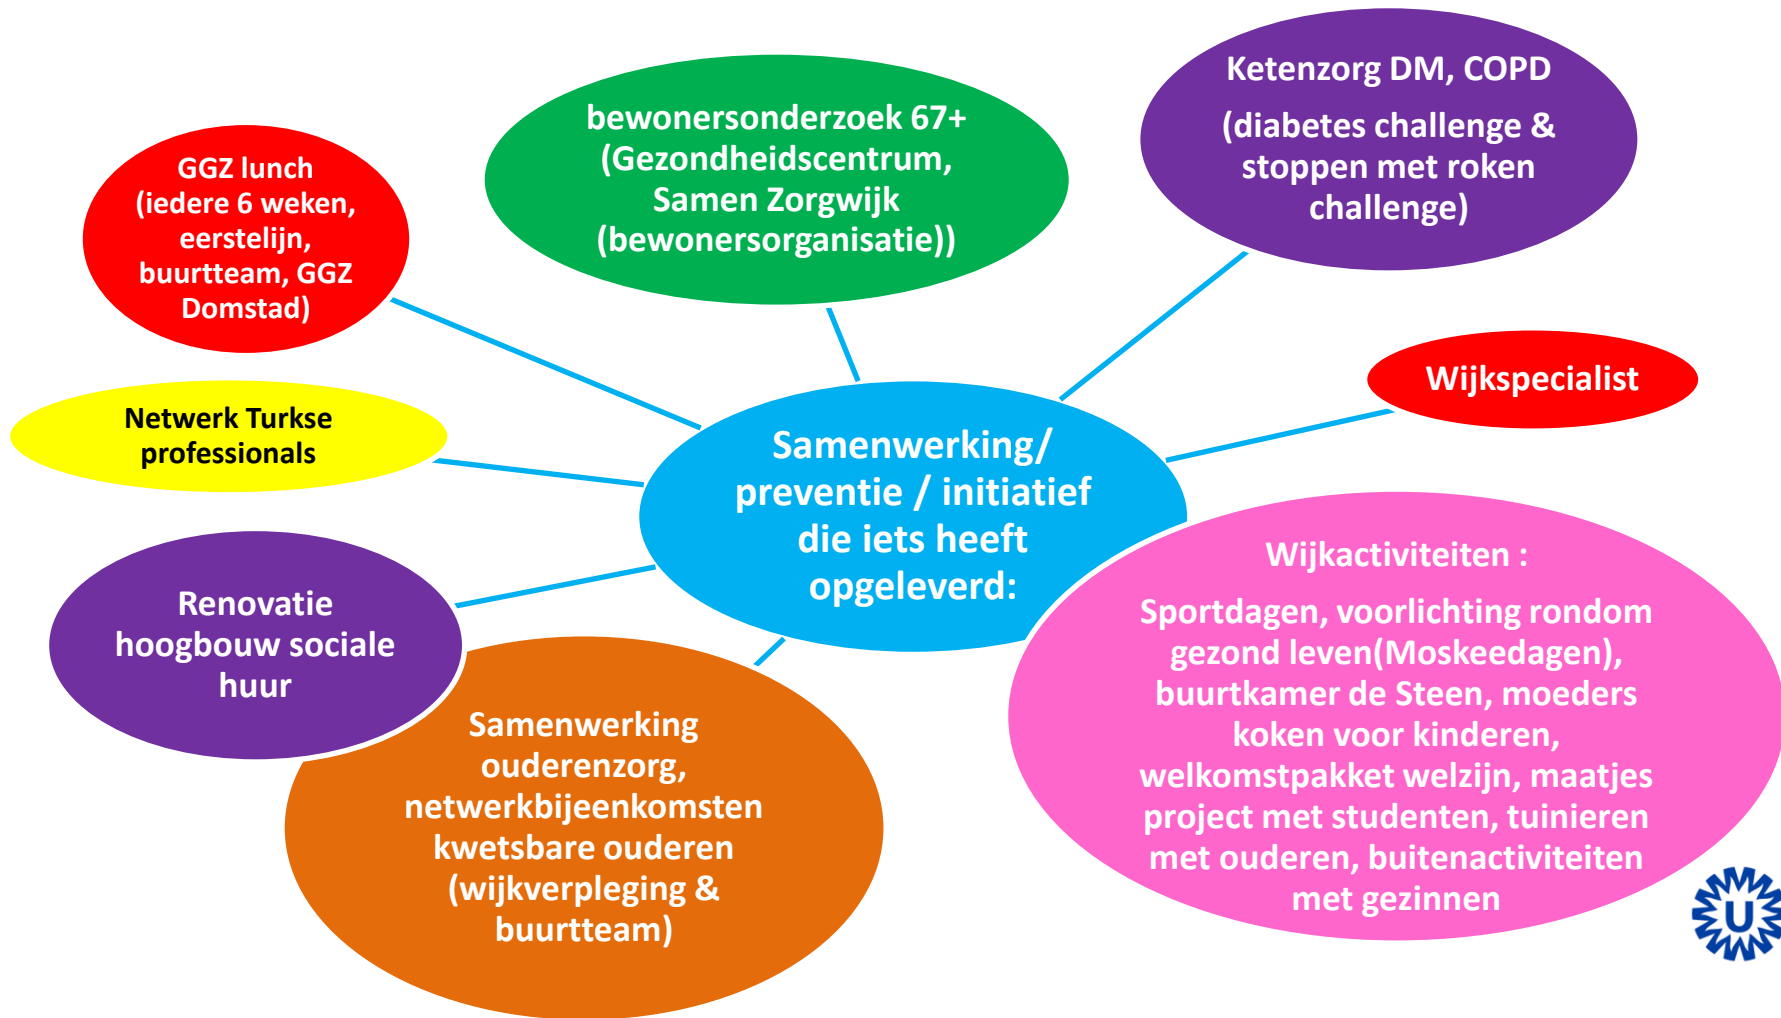 GGZ lunch
(iedere 6 weken,
eerstelijn,
buurtteam, GGZ
Domstad)
bewonersonderzoek 67+
(Gezondheidscentrum,
Samen Zorgwijk
(bewonersorganisatie))
Ketenzorg DM, COPD
(diabetes challenge &
stoppen met roken
challenge)
Wijkspecialist
Netwerk Turkse
professionals
Samenwerking/
preventie / initiatief
die iets heeft
opgeleverd:
Renovatie
hoogbouw sociale
huur
Samenwerking
ouderenzorg,
netwerkbijeenkomsten
kwetsbare ouderen
(wijkverpleging &
buurtteam)
Wijkactiviteiten :
Sportdagen, voorlichting rondom
gezond leven(Moskeedagen),
buurtkamer de Steen, moeders
koken voor kinderen,
welkomstpakket welzijn, maatjes
project met studenten, tuinieren
met ouderen, buitenactiviteiten
met gezinnen
U